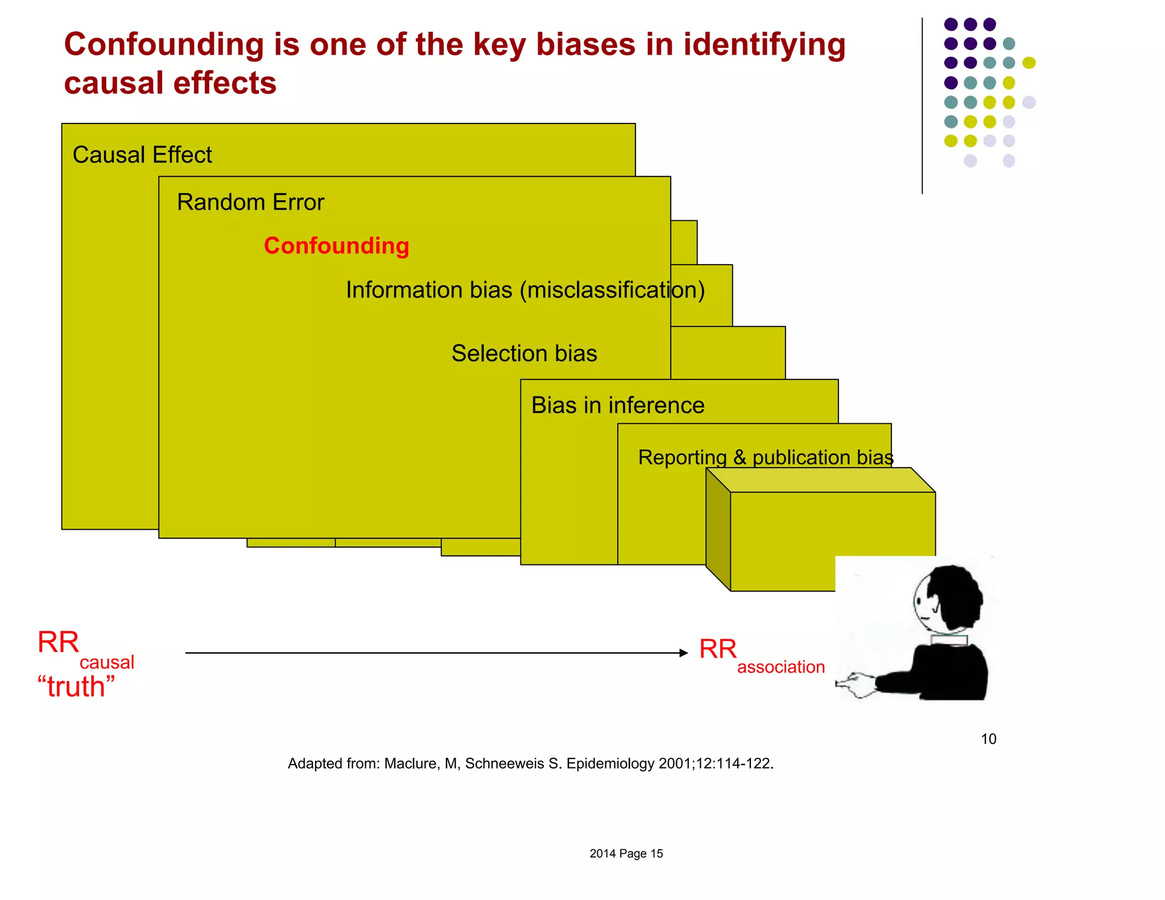 Confounding is one of the key biases in identifying
causal effects
Causal Effect
Random Error
Confounding
Information bias (misclassification)
Selection bias
Bias in inference
Reporting & publication bias
RRcausal
“truth”
RRassociation
10
Adapted from: Maclure, M, Schneeweis S. Epidemiology 2001;12:114-122.
2014 Page 15